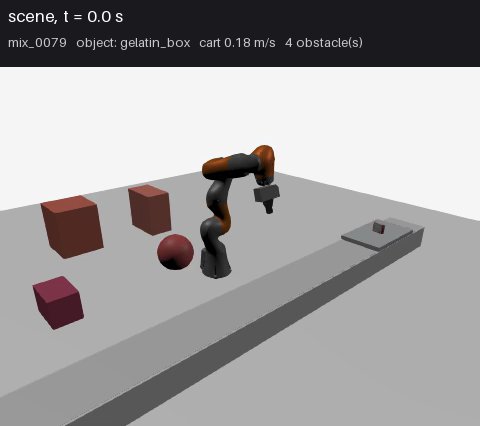 scene, t = 0.0 s
mix_0079   object: gelatin_box   cart 0.18 m/s   4 obstacle(s)